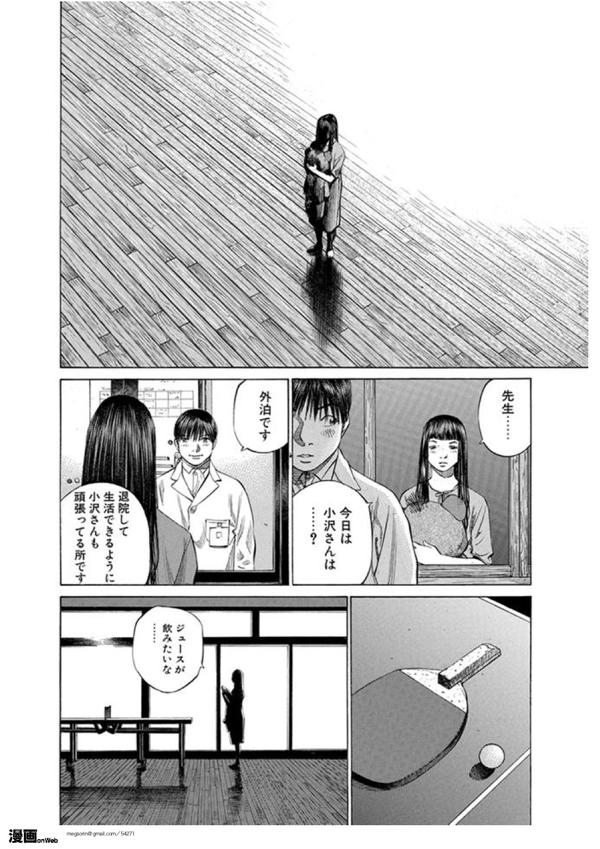 先生……
今日は
小沢さんは
……?
外泊です
退院して
生活できるように
小沢さんも
頑張ってる所です
ジュースが
飲みたいな
……
漫画onWeb
megaorin@gmail.com/54271